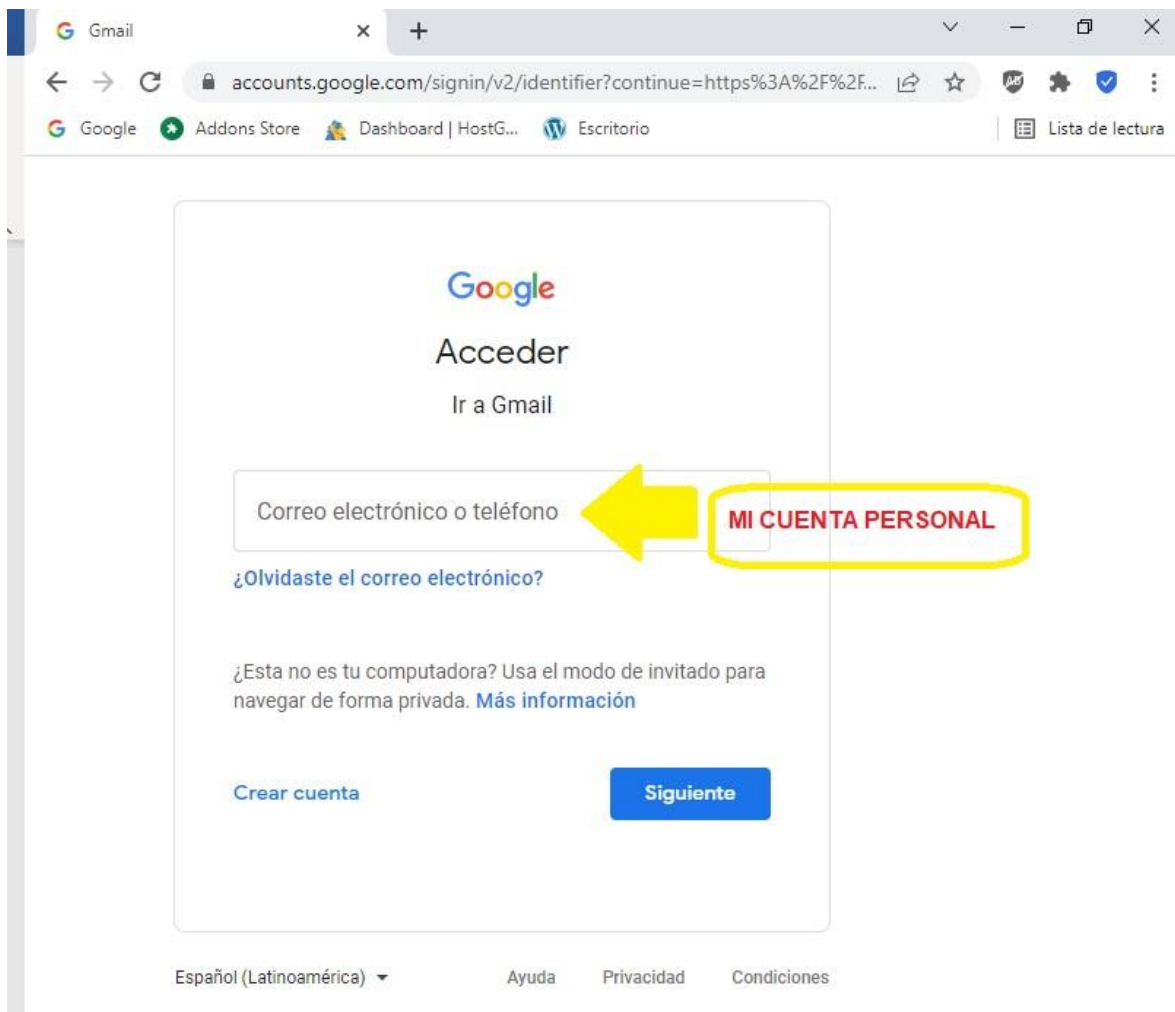 Gmail
accounts.google.com/signin/v2/identifier?continue=https%3A%2F%2F...
Google Addons Store Dashboard | HostG... Escritorio Lista de lectura
Google
Acceder
Ir a Gmail
Correo electrónico o teléfono
MI CUENTA PERSONAL
¿Olvidaste el correo electrónico?
¿Esta no es tu computadora? Usa el modo de invitado para
navegar de forma privada. Más información
Crear cuenta Siguiente
Español (Latinoamérica) Ayuda Privacidad Condiciones